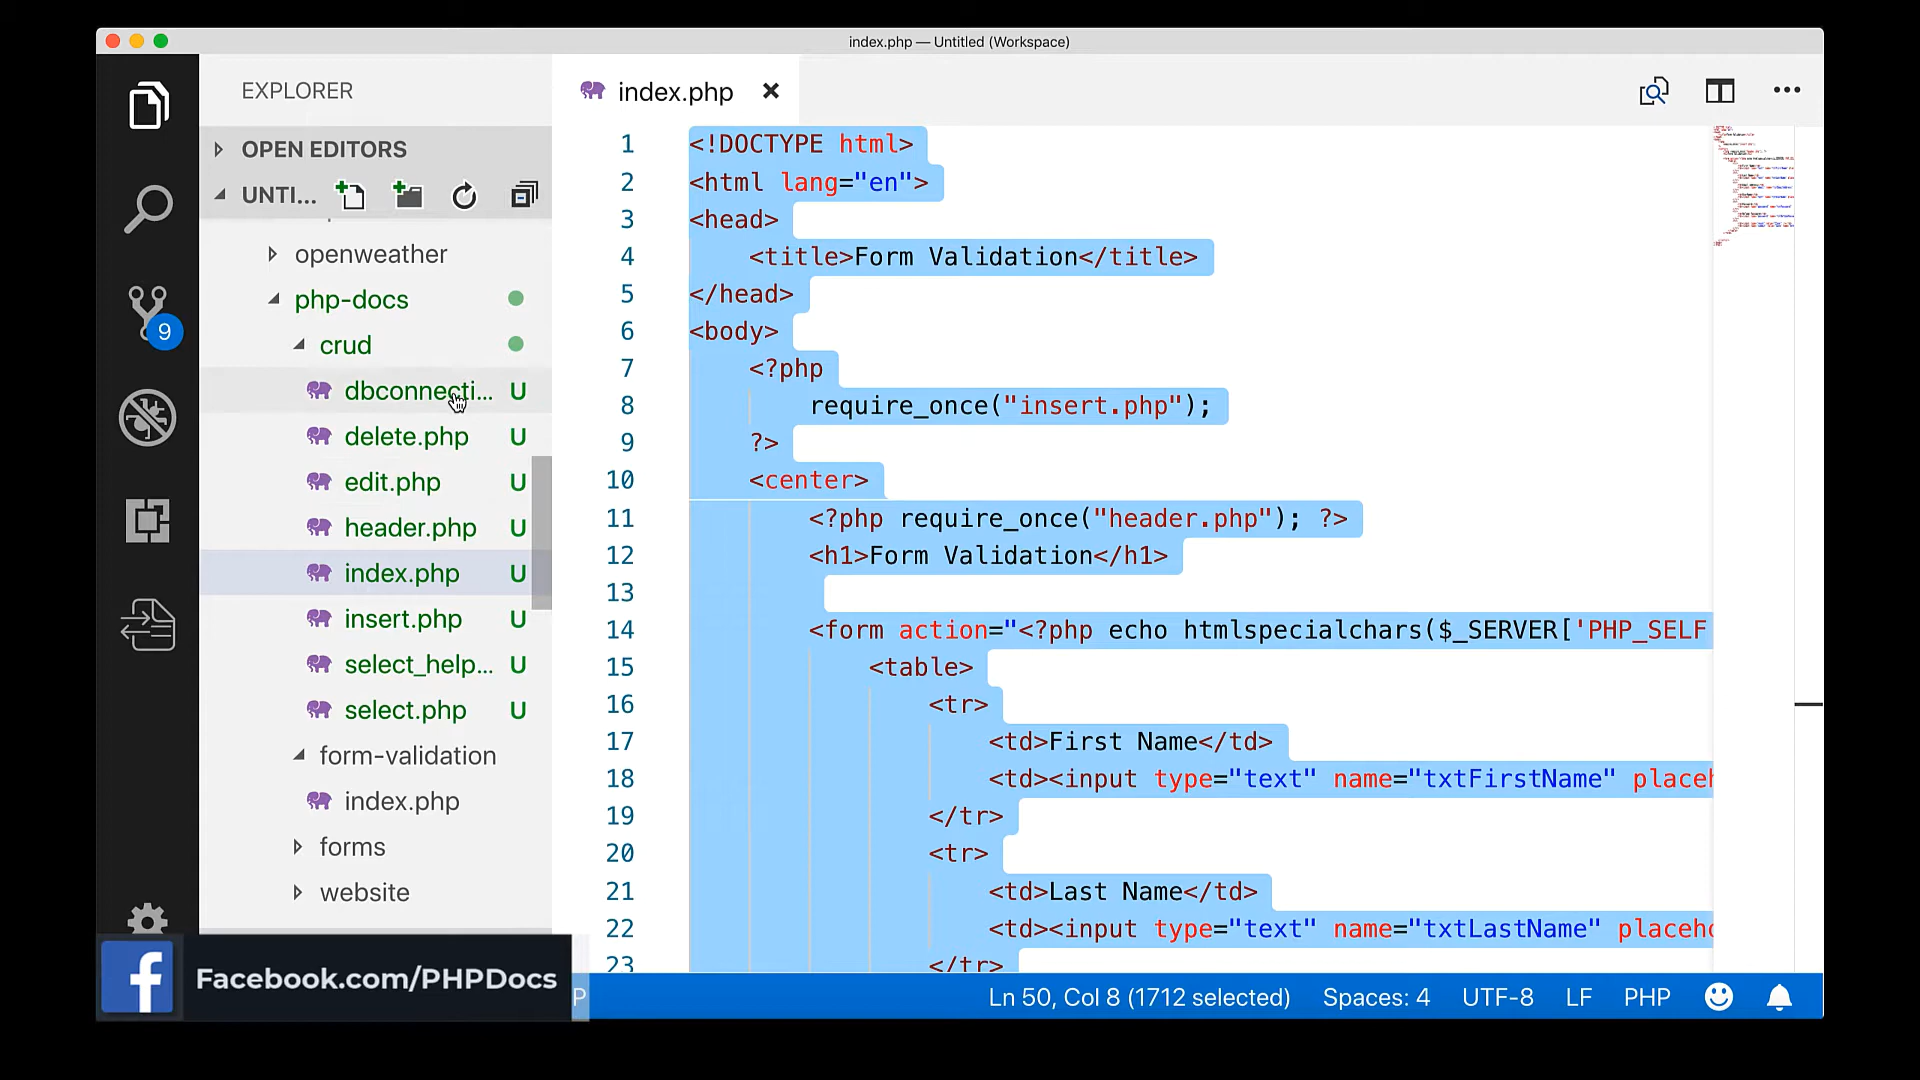 index.php — Untitled (Workspace)
EXPLORER
OPEN EDITORS
UNTI...
openweather
php-docs
crud
dbconnecti... U
delete.php U
edit.php U
header.php U
index.php U
insert.php U
select_help... U
select.php U
form-validation
index.php
forms
website
9
index.php
1 <!DOCTYPE html>
2 <html lang="en">
3 <head>
4 <title>Form Validation</title>
5 </head>
6 <body>
7 <?php
8 require_once("insert.php");
9 ?>
10 <center>
11 <?php require_once("header.php"); ?>
12 <h1>Form Validation</h1>
13
14 <form action="<?php echo htmlspecialchars($_SERVER['PHP_SELF
15 <table>
16 <tr>
17 <td>First Name</td>
18 <td><input type="text" name="txtFirstName" placeh
19 </tr>
20 <tr>
21 <td>Last Name</td>
22 <td><input type="text" name="txtLastName" placeho
23 </tr>
f Facebook.com/PHPDocs
P
Ln 50, Col 8 (1712 selected) Spaces: 4 UTF-8 LF PHP